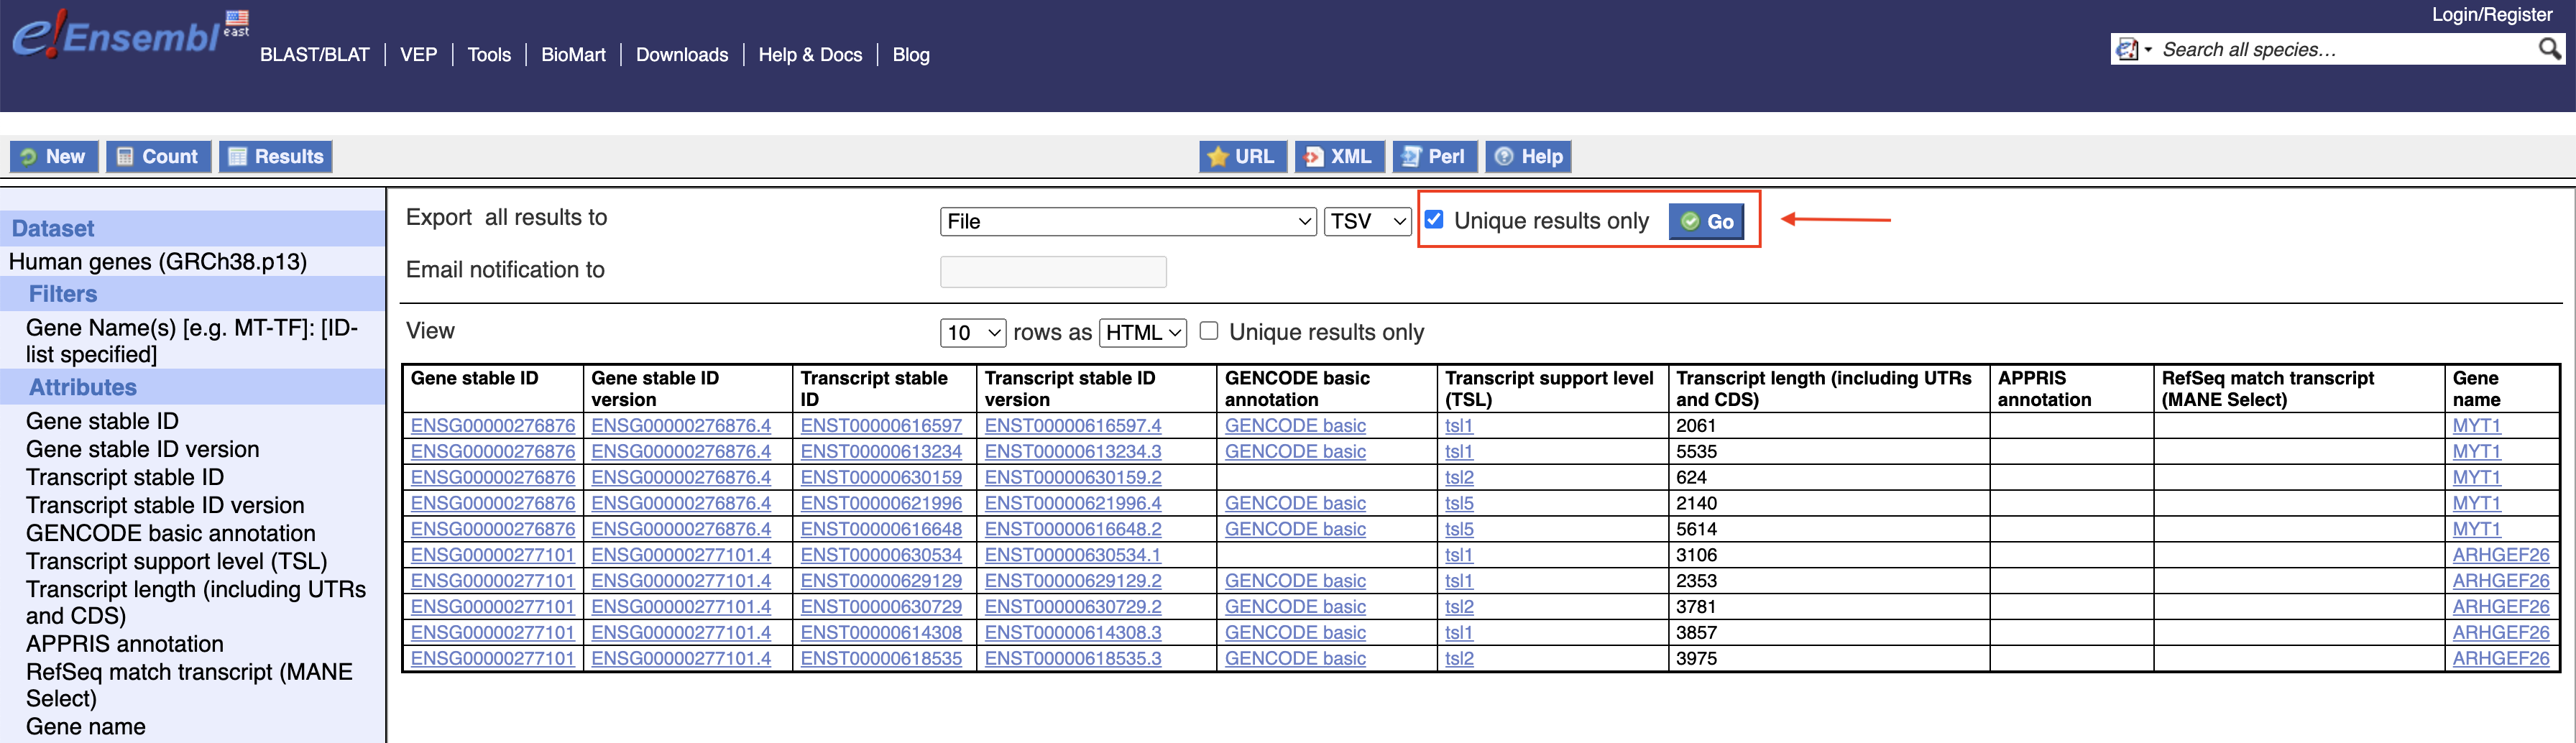 Login/Register
e!Ensembl east
BLAST/BLAT | VEP | Tools | BioMart | Downloads | Help & Docs | Blog
Search all species...
New Count Results URL XML Perl Help
Dataset
Human genes (GRCh38.p13)
Filters
Gene Name(s) [e.g. MT-TF]: [ID-
list specified]
Attributes
Gene stable ID
Gene stable ID version
Transcript stable ID
Transcript stable ID version
GENCODE basic annotation
Transcript support level (TSL)
Transcript length (including UTRs
and CDS)
APPRIS annotation
RefSeq match transcript (MANE
Select)
Gene name
Export all results to File TSV Unique results only Go
Email notification to
View 10 rows as HTML Unique results only
Gene stable ID Gene stable ID version Transcript stable ID Transcript stable ID version GENCODE basic annotation Transcript support level (TSL) Transcript length (including UTRs and CDS) APPRIS annotation RefSeq match transcript (MANE Select) Gene name
ENSG00000276876 ENSG00000276876.4 ENST00000616597 ENST00000616597.4 GENCODE basic tsl1 2061 MYT1
ENSG00000276876 ENSG00000276876.4 ENST00000613234 ENST00000613234.3 GENCODE basic tsl1 5535 MYT1
ENSG00000276876 ENSG00000276876.4 ENST00000630159 ENST00000630159.2 tsl2 624 MYT1
ENSG00000276876 ENSG00000276876.4 ENST00000621996 ENST00000621996.4 GENCODE basic tsl5 2140 MYT1
ENSG00000276876 ENSG00000276876.4 ENST00000616648 ENST00000616648.2 GENCODE basic tsl5 5614 MYT1
ENSG00000277101 ENSG00000277101.4 ENST00000630534 ENST00000630534.1 tsl1 3106 ARHGEF26
ENSG00000277101 ENSG00000277101.4 ENST00000629129 ENST00000629129.2 GENCODE basic tsl1 2353 ARHGEF26
ENSG00000277101 ENSG00000277101.4 ENST00000630729 ENST00000630729.2 GENCODE basic tsl2 3781 ARHGEF26
ENSG00000277101 ENSG00000277101.4 ENST00000614308 ENST00000614308.3 GENCODE basic tsl1 3857 ARHGEF26
ENSG00000277101 ENSG00000277101.4 ENST00000618535 ENST00000618535.3 GENCODE basic tsl2 3975 ARHGEF26